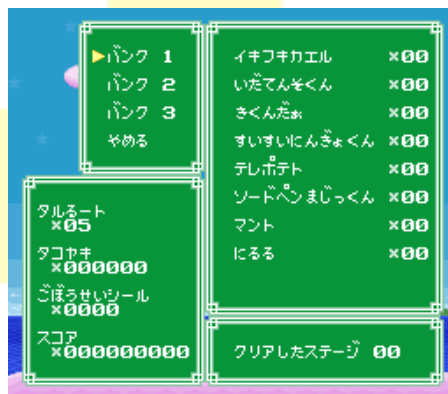 ▶バンク 1
バンク 2
バンク 3
やめる
イキフキカエル ×00
いだてんそくん ×00
きくんだぁ ×00
すいすいにんぎょくん ×00
テレポテト ×00
ソードペンまじっくん ×00
マント ×00
にるる ×00
タルるート
×05
タコヤキ
×000000
ごぼうせいシール
×0000
スコア
×000000000
クリアしたステージ 00